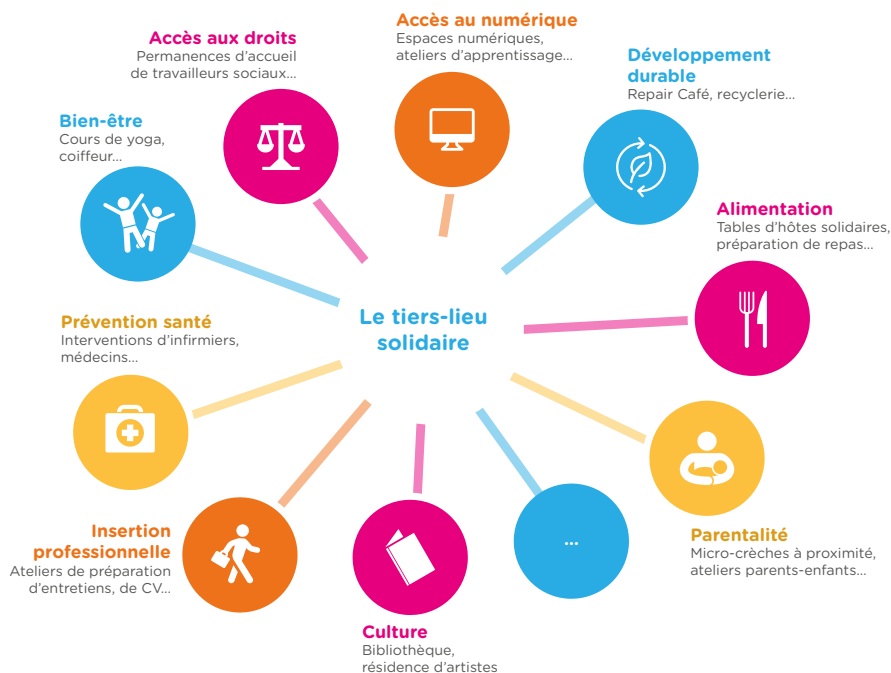 Accès au numérique
Espaces numériques,
ateliers d'apprentissage...
Accès aux droits
Permanences d'accueil
de travailleurs sociaux...
Développement
durable
Repair Café, recyclerie...
Bien-être
Cours de yoga,
coiffeur...
Alimentation
Tables d'hôtes solidaires,
préparation de repas...
Le tiers-lieu
solidaire
Prévention santé
Interventions d'infirmiers,
médecins...
Insertion
professionnelle
Ateliers de préparation
d'entretiens, de CV...
...
Parentalité
Micro-crèches à proximité,
ateliers parents-enfants...
Culture
Bibliothèque,
résidence d'artistes